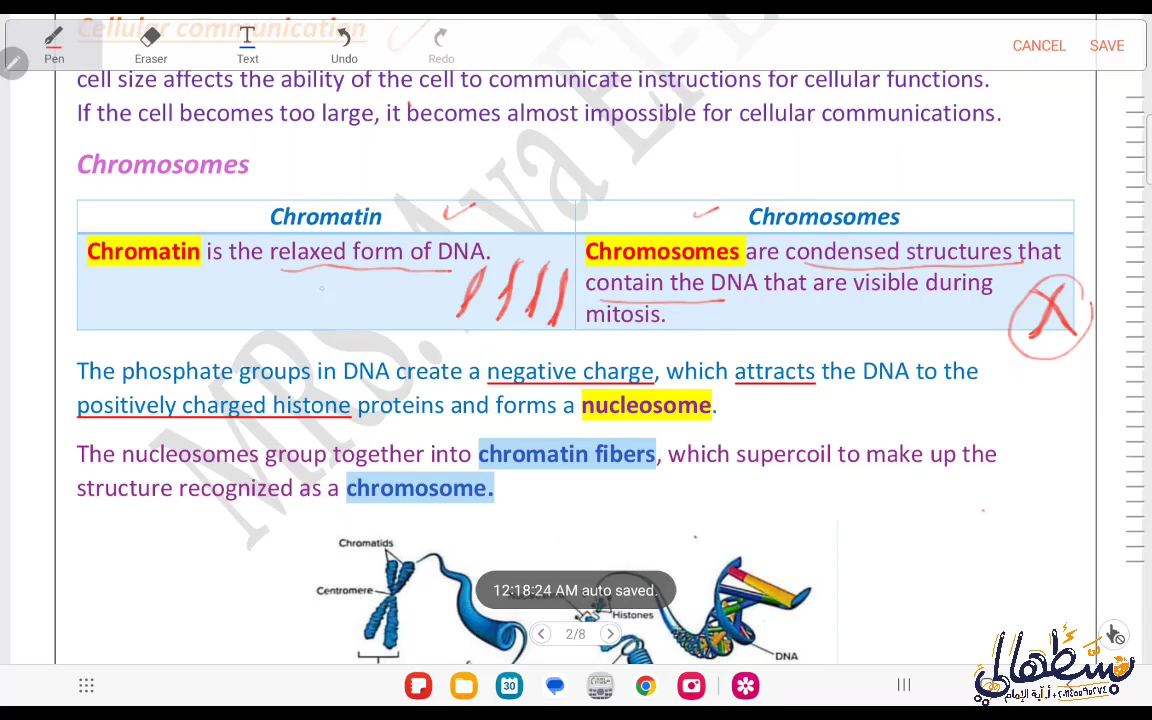 Cellular communication
Pen
Eraser
Text
Undo
Redo
CANCEL
SAVE
cell size affects the ability of the cell to communicate instructions for cellular functions.
If the cell becomes too large, it becomes almost impossible for cellular communications.
Chromosomes
Chromatin
Chromosomes
Chromatin is the relaxed form of DNA.
Chromosomes are condensed structures that
contain the DNA that are visible during
mitosis.
The phosphate groups in DNA create a negative charge, which attracts the DNA to the
positively charged histone proteins and forms a nucleosome.
The nucleosomes group together into chromatin fibers, which supercoil to make up the
structure recognized as a chromosome.
Chromatids
Centromere
Histones
DNA
12:18:24 AM auto saved.
2/8
30